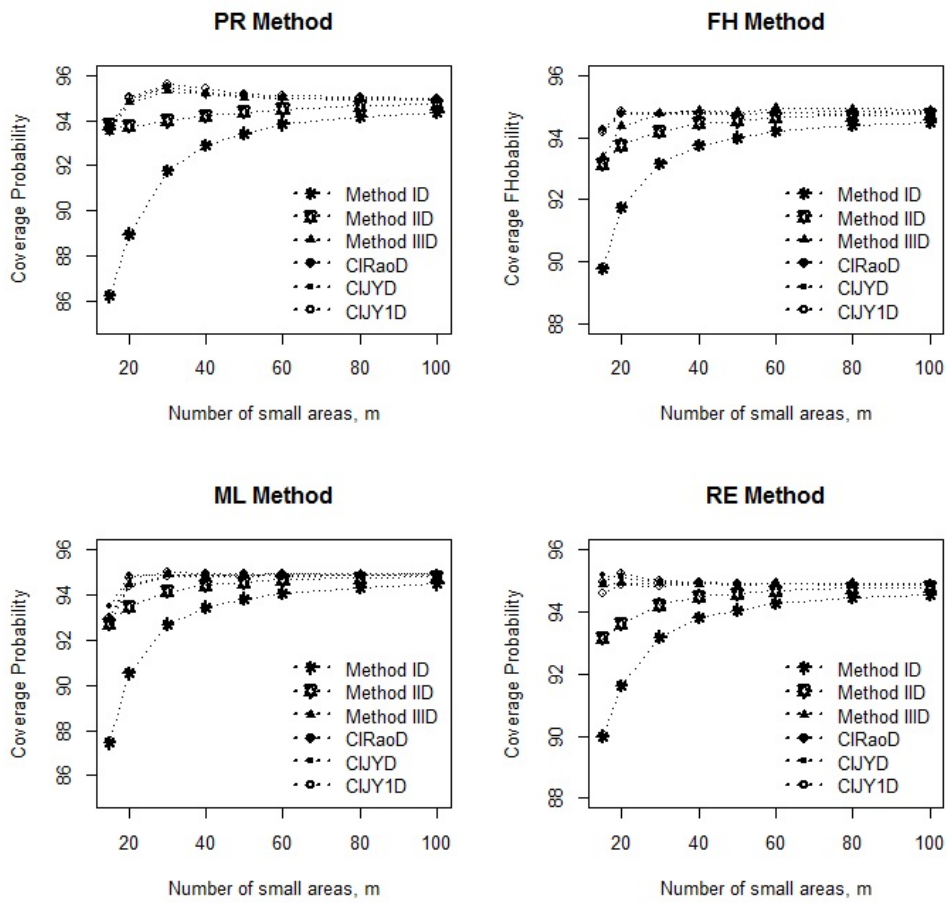 PR Method
Coverage Probability
96
94
92
90
88
86
Method ID
Method IID
Method IIID
CIRaoD
CIJYD
CIJY1D
20 40 60 80 100
Number of small areas, m
FH Method
Coverage FHobability
96
94
92
90
88
Method ID
Method IID
Method IIID
CIRaoD
CIJYD
CIJY1D
20 40 60 80 100
Number of small areas, m
ML Method
Coverage Probability
96
94
92
90
88
86
Method ID
Method IID
Method IIID
CIRaoD
CIJYD
CIJY1D
20 40 60 80 100
Number of small areas, m
RE Method
Coverage Probability
96
94
92
90
88
Method ID
Method IID
Method IIID
CIRaoD
CIJYD
CIJY1D
20 40 60 80 100
Number of small areas, m